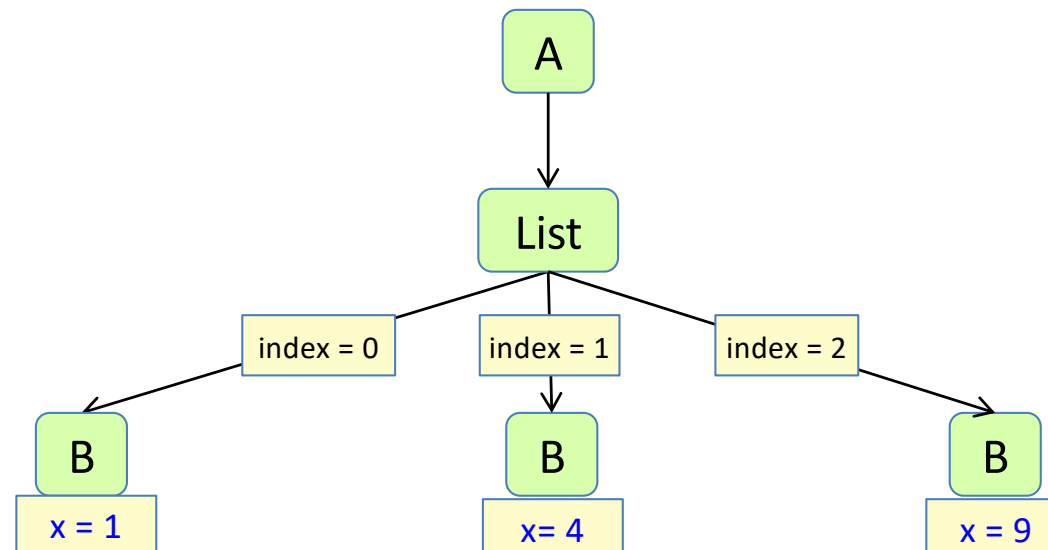 A
List
index = 0
index = 1
index = 2
B
B
B
x = 1
x= 4
x = 9